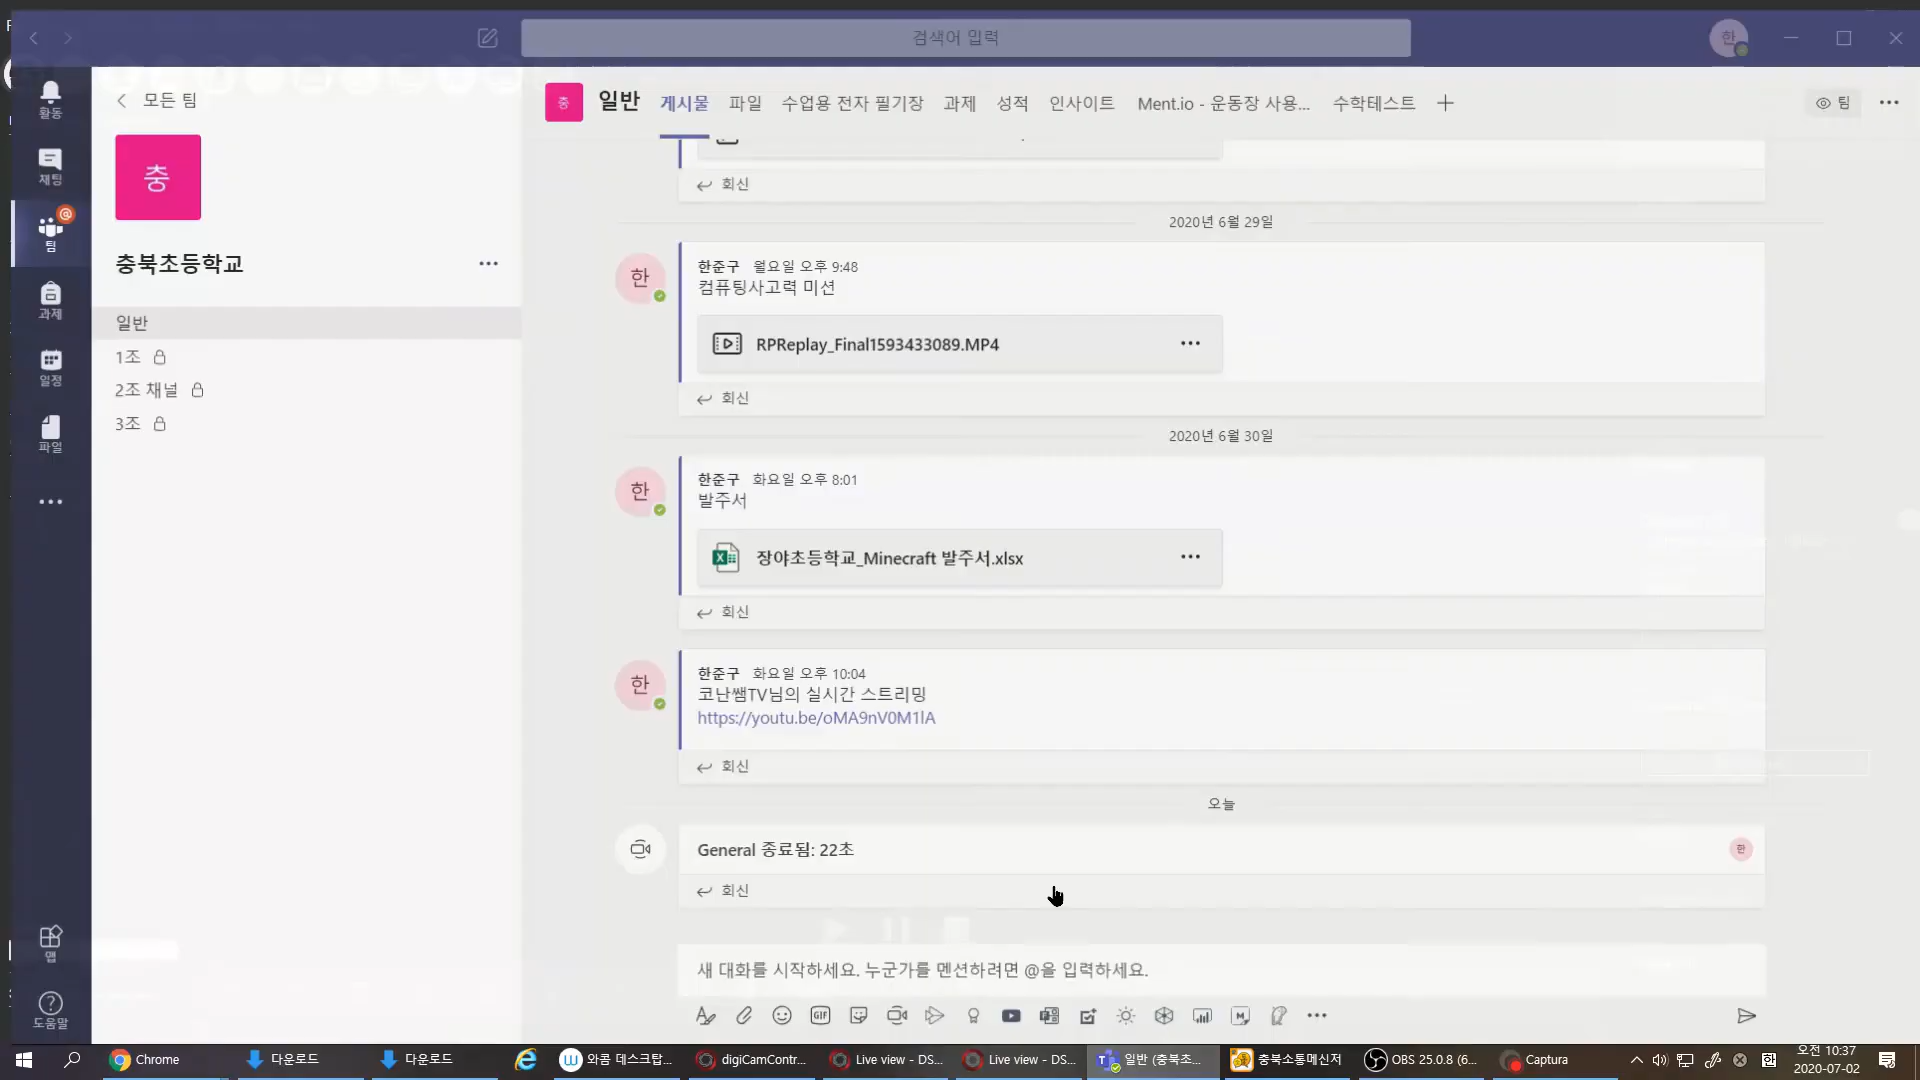 검색어 입력
한
활동
채팅
@
팀
과제
일정
파일
앱
도움말
모든 팀
충
충북초등학교
일반
1조
2조 채널
3조
충
일반
게시물
파일
수업용 전자 필기장
과제
성적
인사이트
Ment.io - 운동장 사용...
수학테스트
팀
회신
2020년 6월 29일
한
한준구 월요일 오후 9:48
컴퓨팅사고력 미션
RPReplay_Final1593433089.MP4
회신
2020년 6월 30일
한
한준구 화요일 오후 8:01
발주서
장야초등학교_Minecraft 발주서.xlsx
회신
한
한준구 화요일 오후 10:04
코난쌤TV님의 실시간 스트리밍
https://youtu.be/oMA9nV0M1lA
회신
오늘
General 종료됨: 22초
한
회신
새 대화를 시작하세요. 누군가를 멘션하려면 @을 입력하세요.
GIF
Chrome
다운로드
다운로드
와콤 데스크탑...
digiCamContr...
Live view - DS...
Live view - DS...
일반 (충북초...
충북소통메신저
OBS 25.0.8 (6...
Captura
오전 10:37
2020-07-02